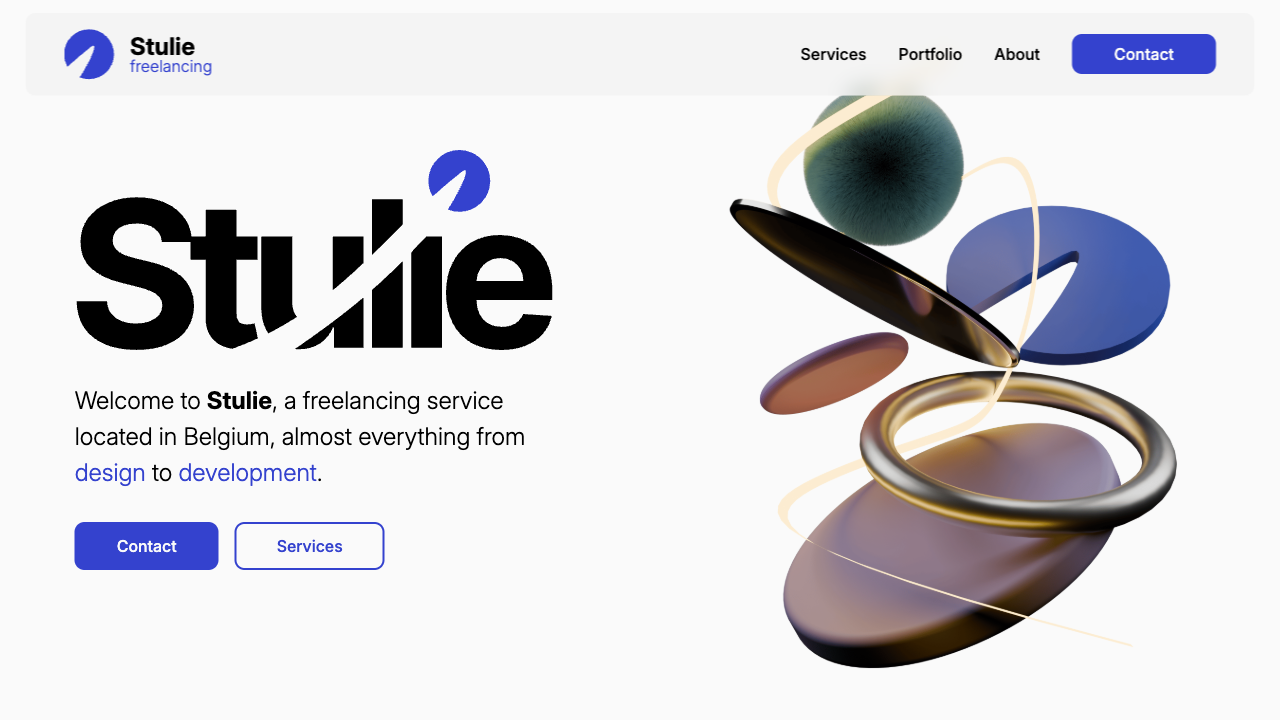 Stulie
freelancing
Services Portfolio About Contact
Stulie
Welcome to Stulie, a freelancing service
located in Belgium, almost everything from
design to development.
Contact Services